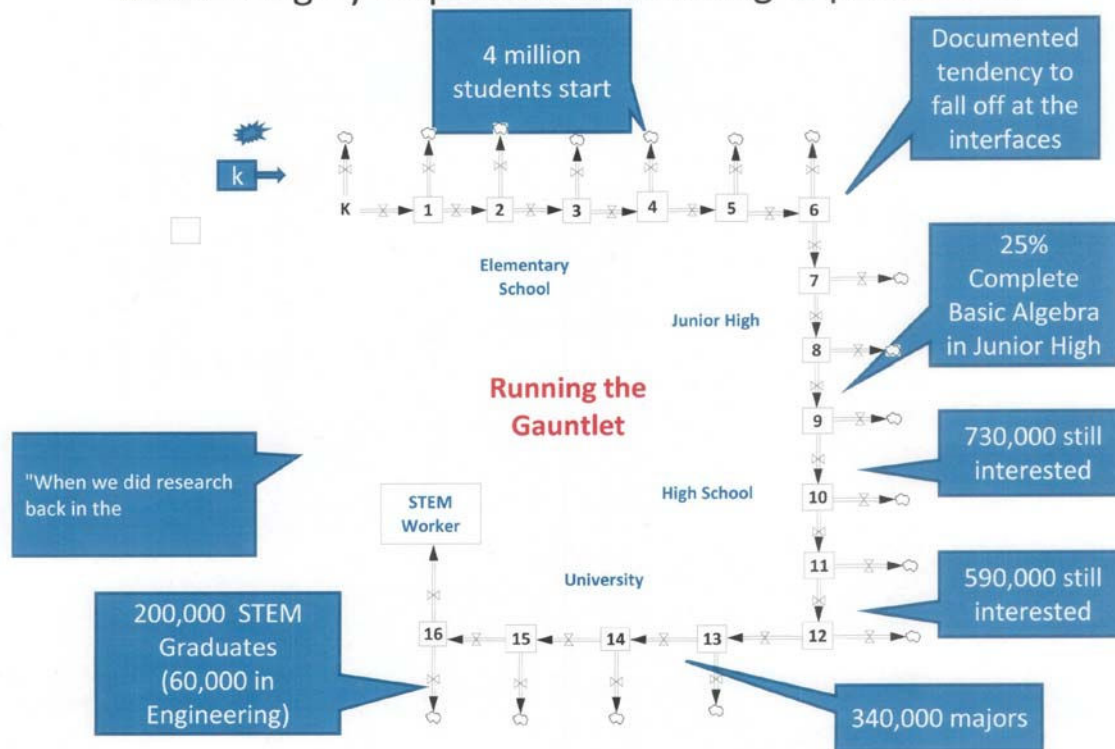 4 million
students start
Documented
tendency to
fall off at the
interfaces
k
K
1
2
3
4
5
6
Elementary
School
7
25%
Complete
Basic Algebra
in Junior High
Junior High
8
Running the
Gauntlet
9
730,000 still
interested
"When we did research
back in the
High School
10
STEM
Worker
11
590,000 still
interested
University
200,000 STEM
Graduates
(60,000 in
Engineering)
16
15
14
13
12
340,000 majors